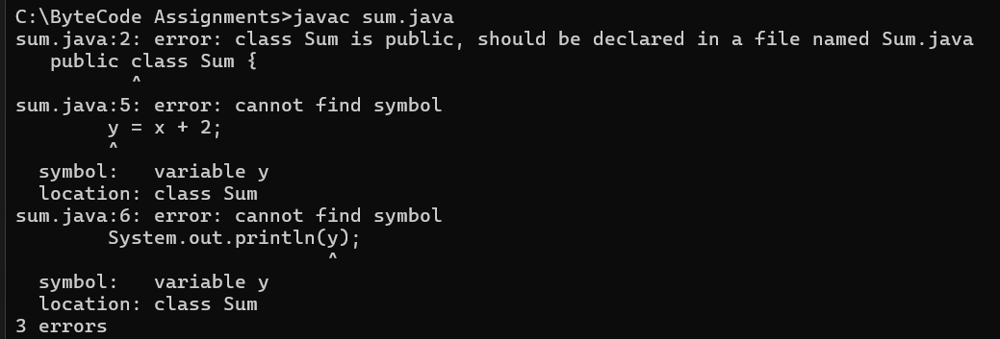 C:\ByteCode Assignments>javac sum.java
sum.java:2: error: class Sum is public, should be declared in a file named Sum.java
   public class Sum {
          ^
sum.java:5: error: cannot find symbol
        y = x + 2;
        ^
  symbol:   variable y
  location: class Sum
sum.java:6: error: cannot find symbol
        System.out.println(y);
                           ^
  symbol:   variable y
  location: class Sum
3 errors